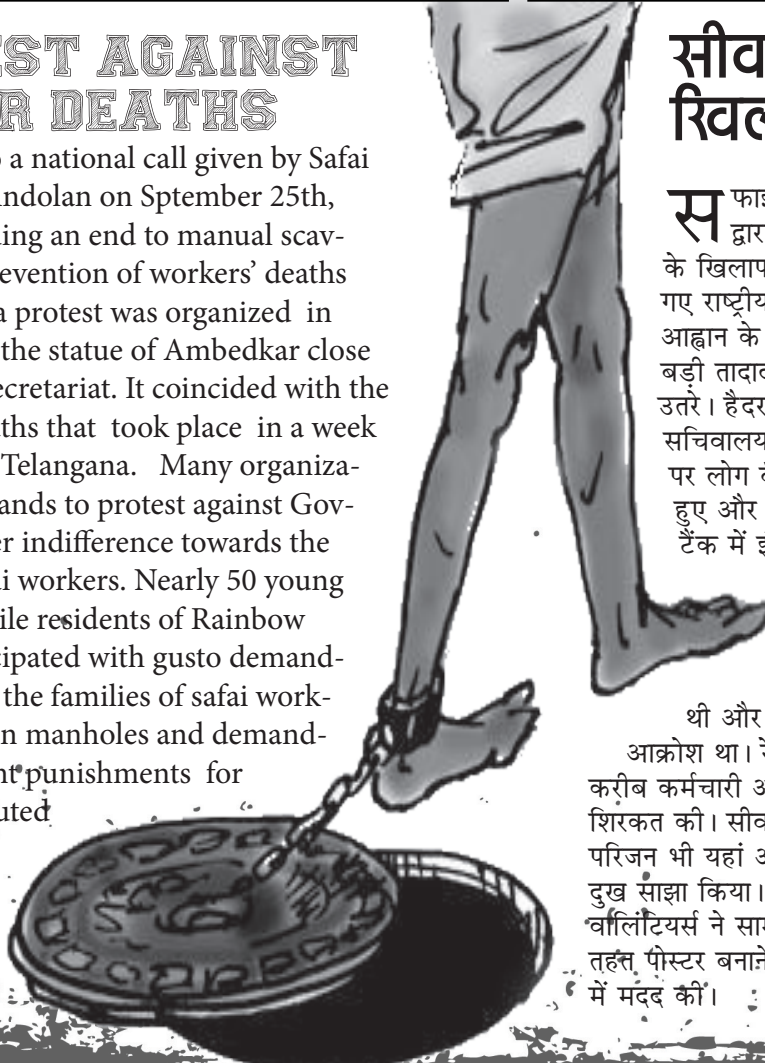 EST AGAINST
R DEATHS
o a national call given by Safai
ndolan on Sptember 25th,
ing an end to manual scav-
evention of workers’ deaths
a protest was organized in
the statue of Ambedkar close
ecretariat. It coincided with the
ths that took place in a week
Telangana. Many organiza-
ands to protest against Gov-
er indifference towards the
i workers. Nearly 50 young
ile residents of Rainbow
cipated with gusto demand-
the families of safai work-
n manholes and demand-
nt punishments for
uted
सीव
खिल
सफाइ
द्वार
के खिलाफ
गए राष्ट्रीय
आह्वान के
बड़ी तादाद
उतरे। हैदर
सचिवालय
पर लोग
हुए और
टैंक में इ
थी और
आक्रोश था। रे
करीब कर्मचारी अ
शिरकत की। सीव
परिजन भी यहां अ
दुख साझा किया।
वालिंटियर्स ने साम
तहत पोस्टर बनाने
में मदद की।